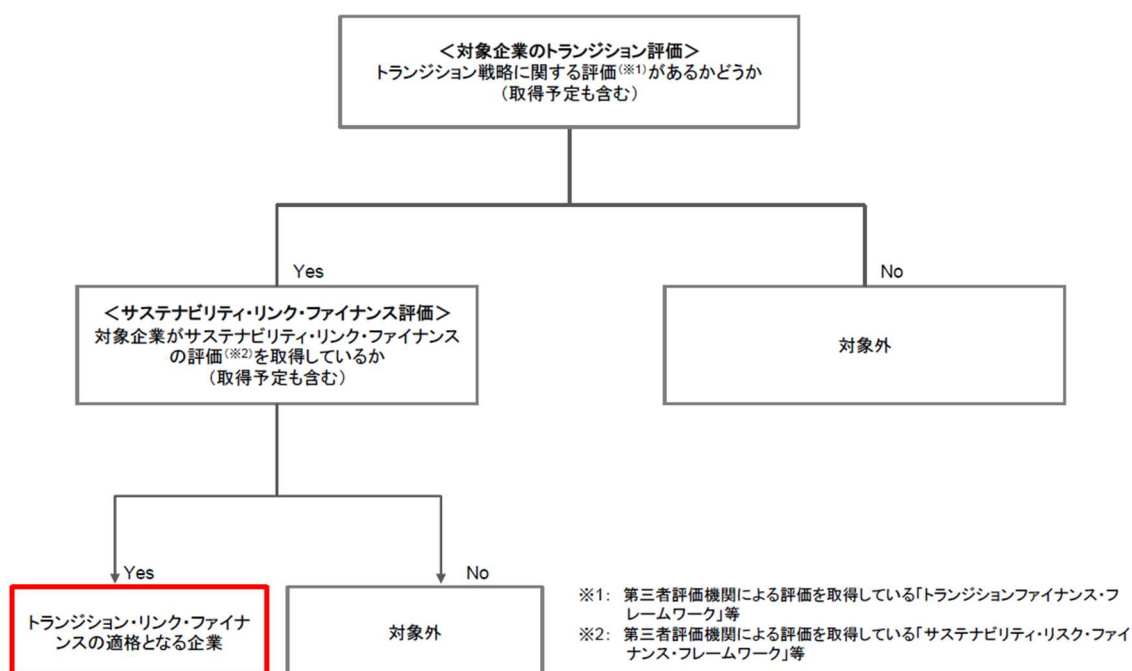 ＜対象企業のトランジション評価＞
トランジション戦略に関する評価(※1)があるかどうか
（取得予定も含む）
Yes
No
＜サステナビリティ・リンク・ファイナンス評価＞
対象企業がサステナビリティ・リンク・ファイナンス
の評価(※2)を取得しているか
（取得予定も含む）
対象外
Yes
No
トランジション・リンク・ファイナ
ンスの適格となる企業
対象外
※1： 第三者評価機関による評価を取得している「トランジションファイナンス・フ
レームワーク」等
※2： 第三者評価機関による評価を取得している「サステナビリティ・リスク・ファイ
ナンス・フレームワーク」等